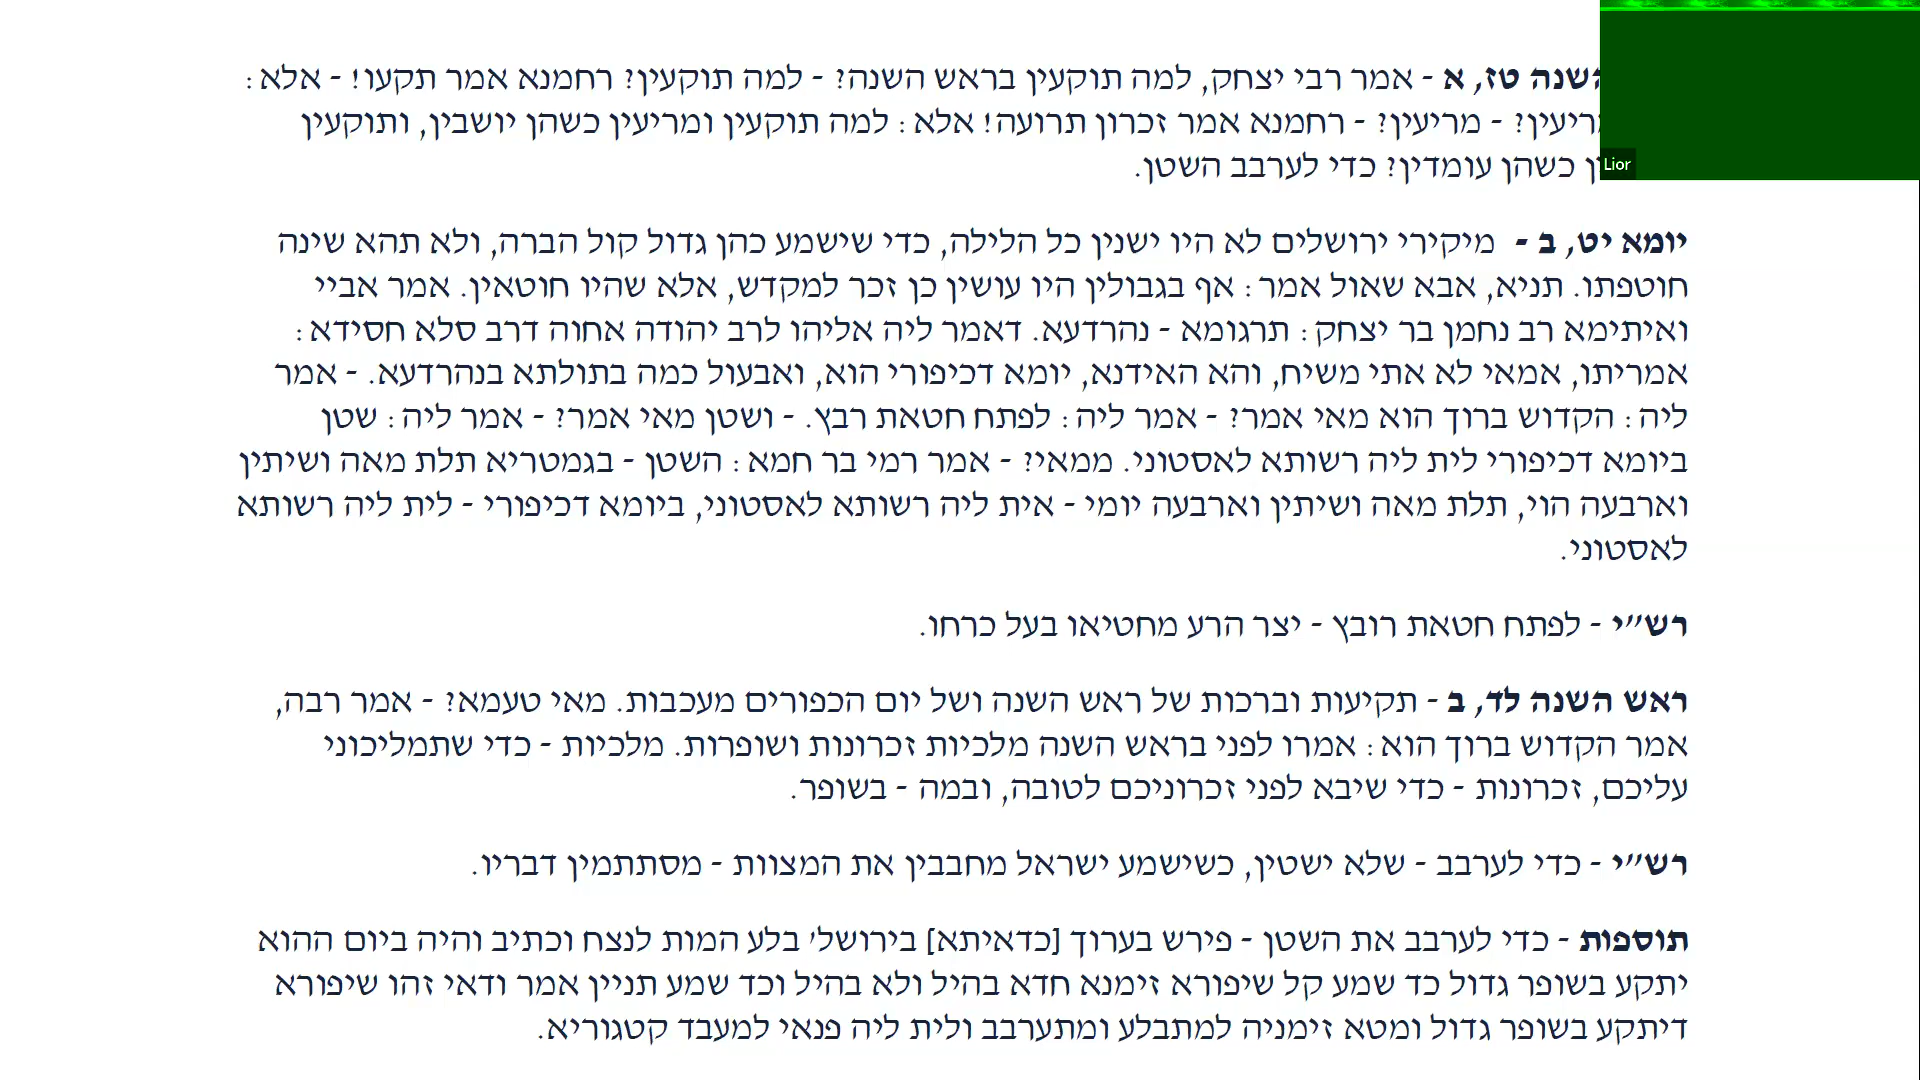 השנה טז, א - אמר רבי יצחק, למה תוקעין בראש השנה? - למה תוקעין? רחמנא אמר תקעו! - אלא:
מריעין? - מריעין? - רחמנא אמר זכרון תרועה! אלא: למה תוקעין ומריעין כשהן יושבין, ותוקעין
כשהן עומדין? כדי לערבב השטן.
Lior
יומא יט, ב - מיקירי ירושלים לא היו ישנין כל הלילה, כדי שישמע כהן גדול קול הברה, ולא תהא שינה
חוטפתו. תניא, אבא שאול אמר: אף בגבולין היו עושין כן זכר למקדש, אלא שהיו חוטאין. אמר אביי
ואיתימא רב נחמן בר יצחק: תרגומא - נהרדעא. דאמר ליה אליהו לרב יהודה אחוה דרב סלא חסידא:
אמריתו, אמאי לא אתי משיח, והא האידנא, יומא דכיפורי הוא, ואבעול כמה בתולתא בנהרדעא. - אמר
ליה: הקדוש ברוך הוא מאי אמר? - אמר ליה: לפתח חטאת רבץ. - ושטן מאי אמר? - אמר ליה: שטן
ביומא דכיפורי לית ליה רשותא לאסטוני. ממאי? - אמר רמי בר חמא: השטן - בגמטריא תלת מאה ושיתין
וארבעה הוי, תלת מאה ושיתין וארבעה יומי - אית ליה רשותא לאסטוני, ביומא דכיפורי - לית ליה רשותא
לאסטוני.
רש״י - לפתח חטאת רובץ - יצר הרע מחטיאו בעל כרחו.
ראש השנה לד, ב - תקיעות וברכות של ראש השנה ושל יום הכפורים מעכבות. מאי טעמא? - אמר רבה,
אמר הקדוש ברוך הוא: אמרו לפני בראש השנה מלכיות זכרונות ושופרות. מלכיות - כדי שתמליכוני
עליכם, זכרונות - כדי שיבא לפני זכרוניכם לטובה, ובמה - בשופר.
רש״י - כדי לערבב - שלא ישטין, כשישמע ישראל מחבבין את המצוות - מסתתמין דבריו.
תוספות - כדי לערבב את השטן - פירש בערוך [כדאיתא] בירושל׳ בלע המות לנצח וכתיב והיה ביום ההוא
יתקע בשופר גדול כד שמע קל שיפורא זימנא חדא בהיל ולא בהיל וכד שמע תניין אמר ודאי זהו שיפורא
דיתקע בשופר גדול ומטא זימניה למתבלע ומתערבב ולית ליה פנאי למעבד קטגוריא.